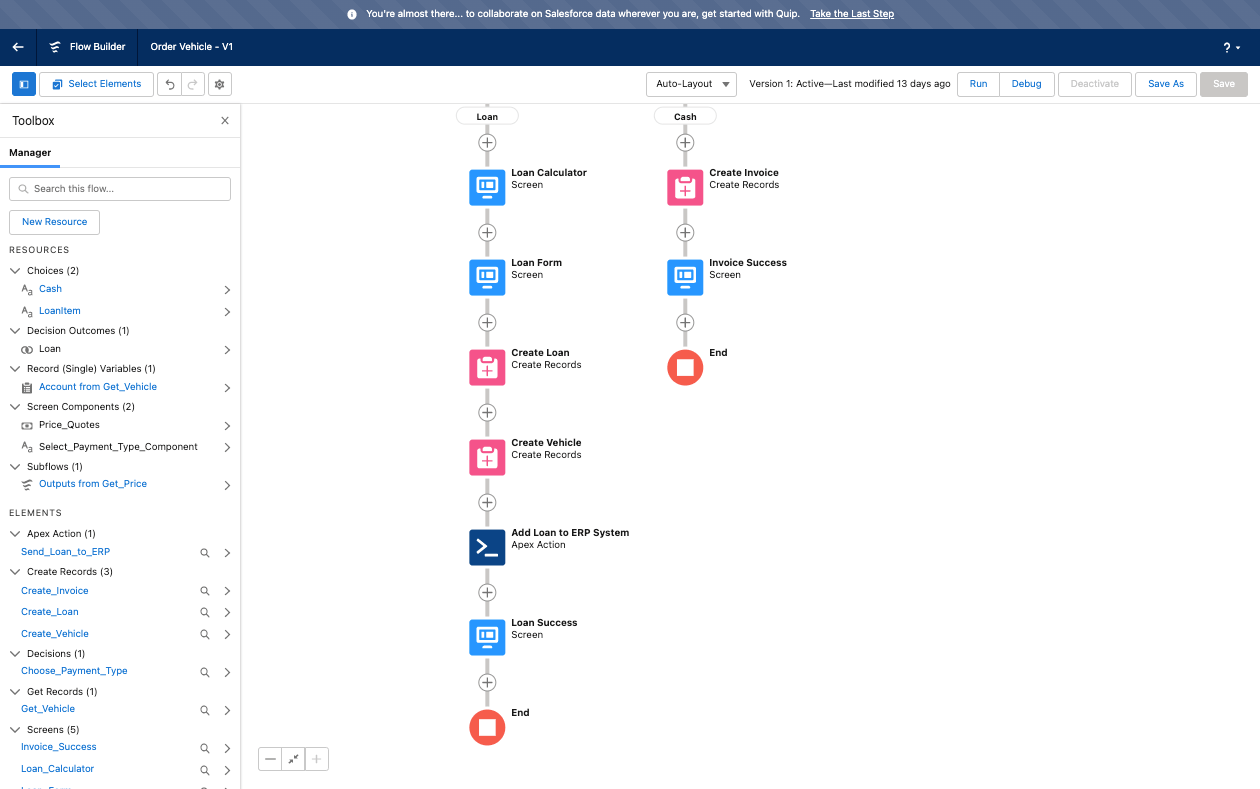 You're almost there... to collaborate on Salesforce data wherever you are, get started with Quip. Take the Last Step
Flow Builder
Order Vehicle - V1
?
Select Elements
Auto-Layout
Version 1: Active—Last modified 13 days ago
Run
Debug
Deactivate
Save As
Save
Toolbox
Manager
Search this flow...
New Resource
RESOURCES
Choices (2)
Cash
LoanItem
Decision Outcomes (1)
Loan
Record (Single) Variables (1)
Account from Get_Vehicle
Screen Components (2)
Price_Quotes
Select_Payment_Type_Component
Subflows (1)
Outputs from Get_Price
ELEMENTS
Apex Action (1)
Send_Loan_to_ERP
Create Records (3)
Create_Invoice
Create_Loan
Create_Vehicle
Decisions (1)
Choose_Payment_Type
Get Records (1)
Get_Vehicle
Screens (5)
Invoice_Success
Loan_Calculator
Loan
Loan Calculator
Screen
Loan Form
Screen
Create Loan
Create Records
Create Vehicle
Create Records
Add Loan to ERP System
Apex Action
Loan Success
Screen
End
Cash
Create Invoice
Create Records
Invoice Success
Screen
End